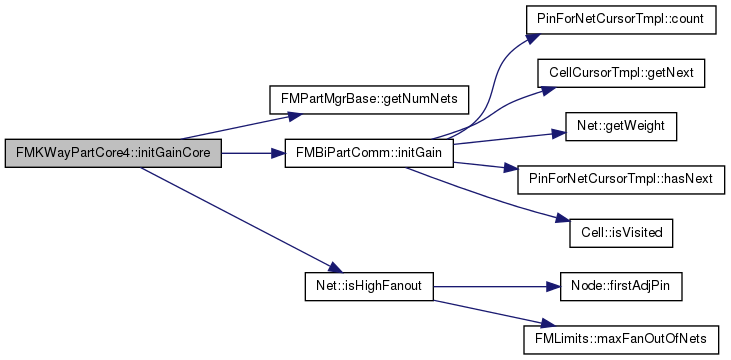 PinForNetCursorTmpl::count
CellCursorTmpl::getNext
FMPartMgrBase::getNumNets
Net::getWeight
FMKWayPartCore4::initGainCore
FMBiPartComm::initGain
PinForNetCursorTmpl::hasNext
Cell::isVisited
Net::isHighFanout
Node::firstAdjPin
FMLimits::maxFanOutOfNets